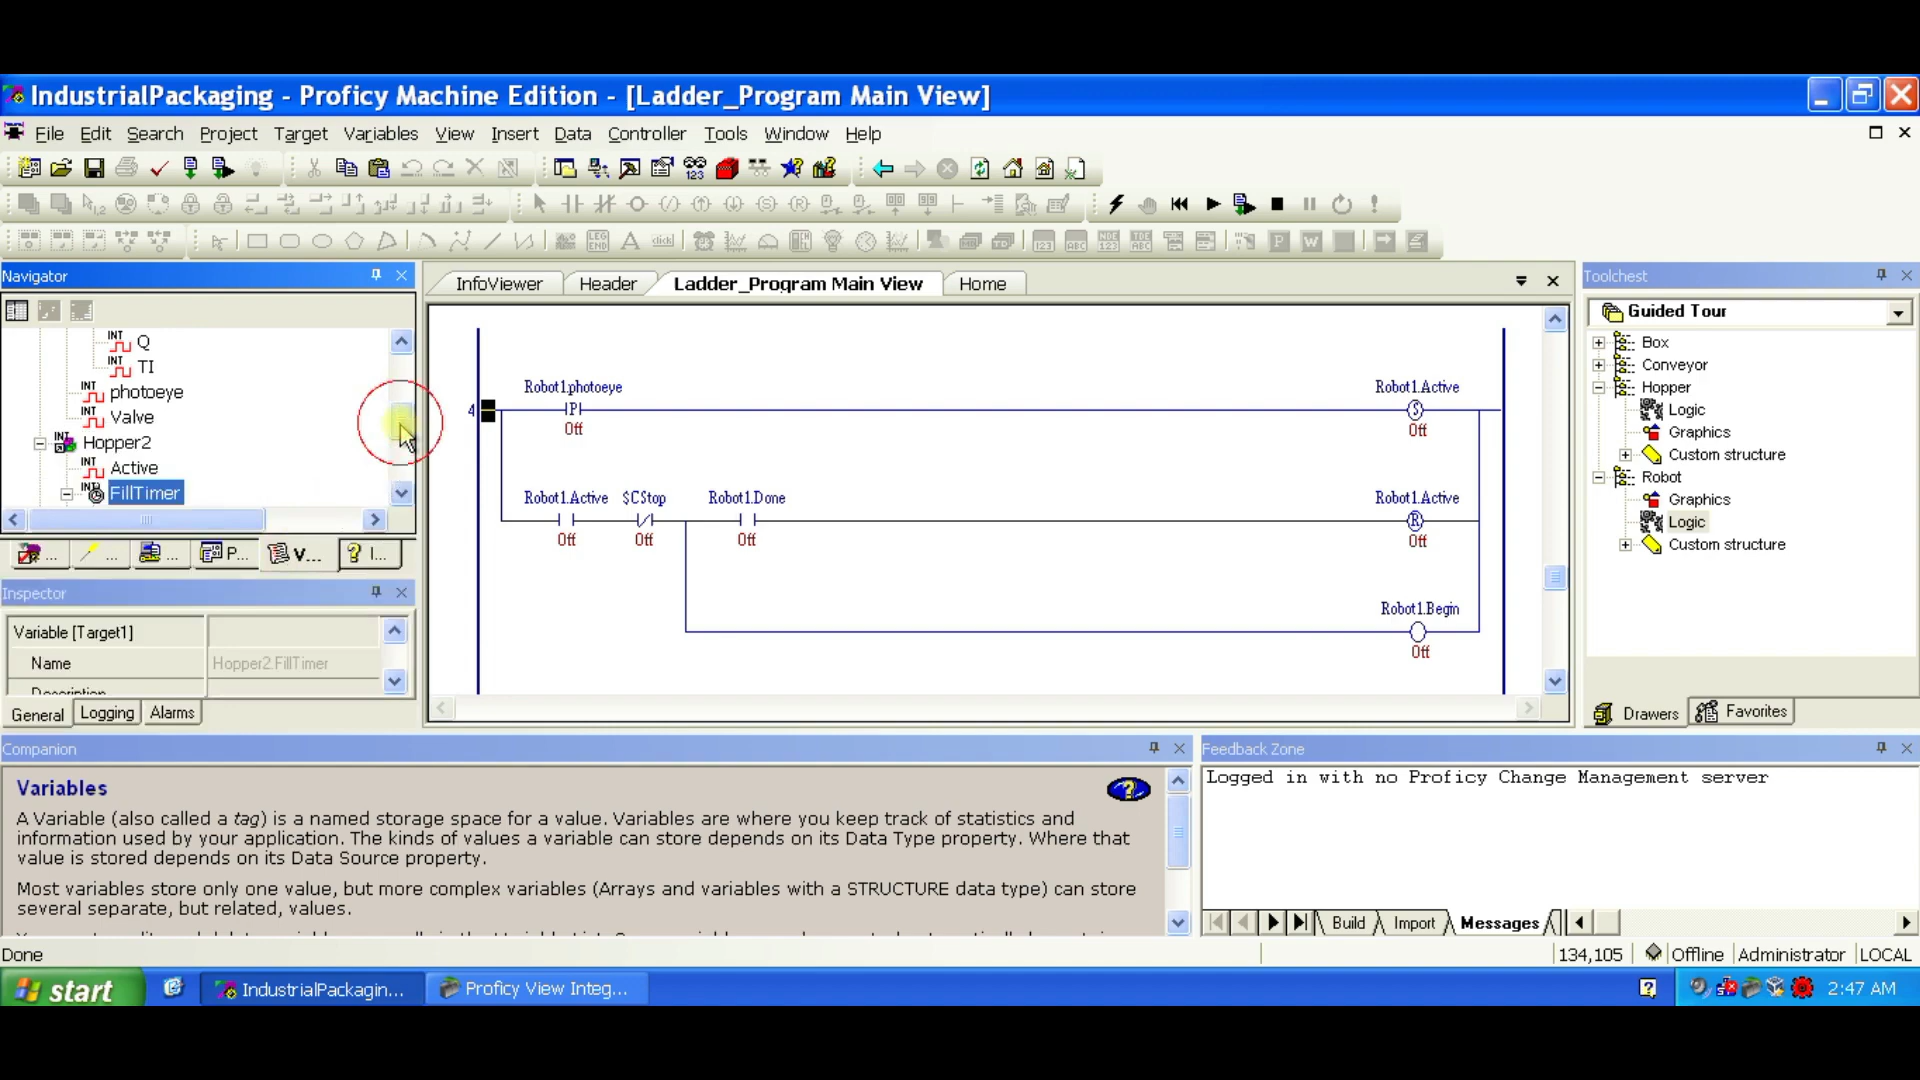 IndustrialPackaging - Proficy Machine Edition - [Ladder_Program Main View]
File Edit Search Project Target Variables View Insert Data Controller Tools Window Help
Navigator
InfoViewer Header Ladder_Program Main View Home
Toolchest
Guided Tour
INT Q
INT TI
INT photoeye
INT Valve
INT Hopper2
INT Active
INT FillTimer
P... V... I...
Inspector
Variable [Target1]
Name Hopper2.FillTimer
Description
General Logging Alarms
Robot1.photoeye Robot1.Active
4 P S
Off Off
Robot1.Active $CStop Robot1.Done Robot1.Active
R
Off Off Off Off
Robot1.Begin
Off
Box
Conveyor
Hopper
Logic
Graphics
Custom structure
Robot
Graphics
Logic
Custom structure
Drawers Favorites
Companion
Variables
A Variable (also called a tag) is a named storage space for a value. Variables are where you keep track of statistics and
information used by your application. The kinds of values a variable can store depends on its Data Type property. Where that
value is stored depends on its Data Source property.
Most variables store only one value, but more complex variables (Arrays and variables with a STRUCTURE data type) can store
several separate, but related, values.
Feedback Zone
Logged in with no Proficy Change Management server
Build Import Messages
Done 134,105 Offline Administrator LOCAL
start IndustrialPackagin... Proficy View Integ... 2:47 AM